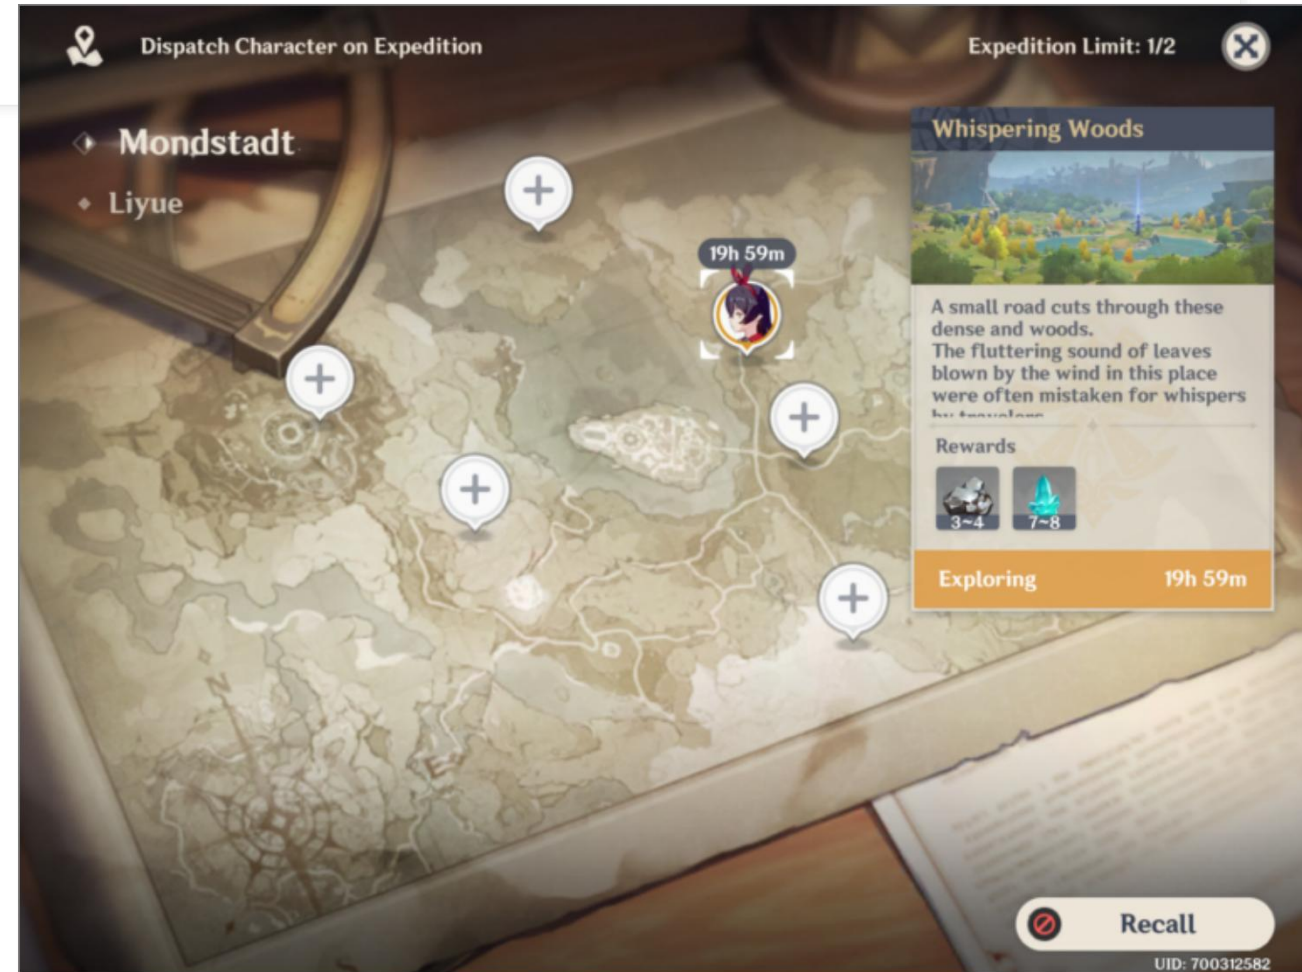 Dispatch Character on Expedition
Expedition Limit: 1/2
Mondstadt
Liyue
19h 59m
Whispering Woods
A small road cuts through these
dense and woods.
The fluttering sound of leaves
blown by the wind in this place
were often mistaken for whispers
by travelers
Rewards
3~4
7~8
Exploring 19h 59m
N
E
Recall
UID: 700312582